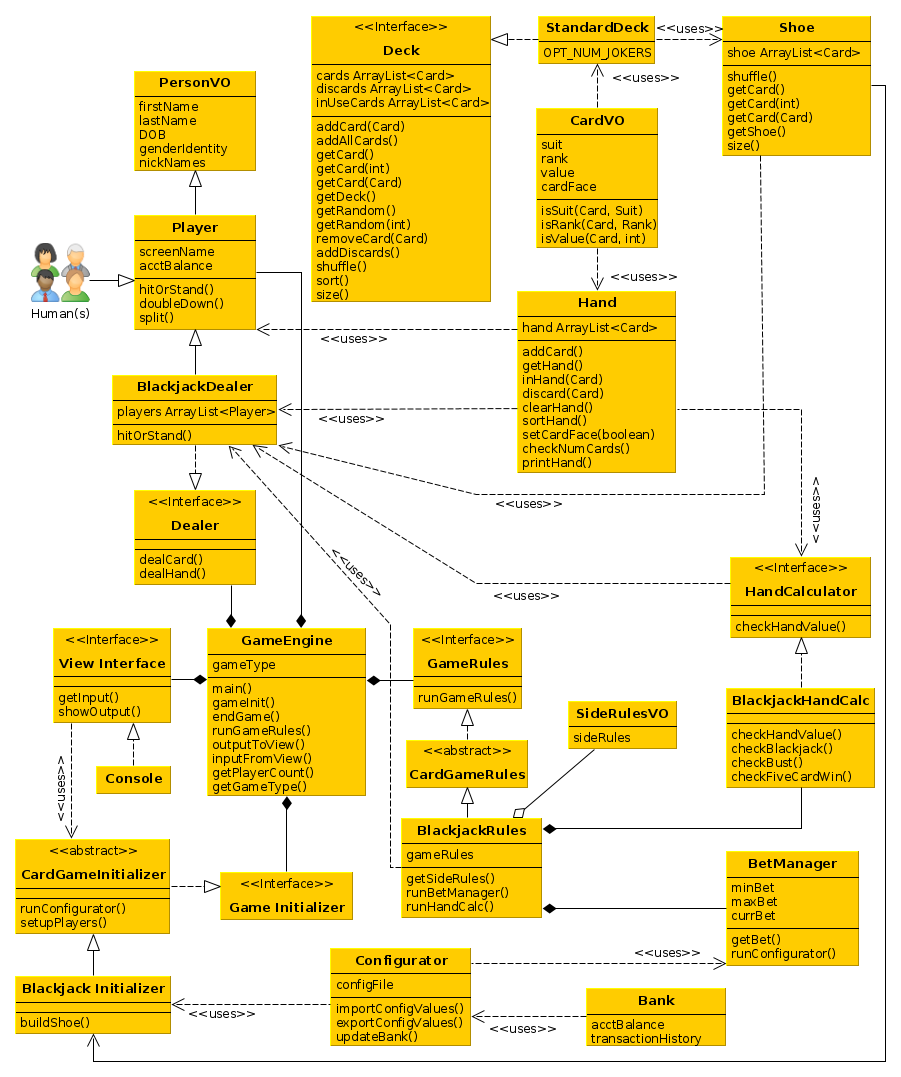 <<Interface>>
Deck
cards ArrayList<Card>
discards ArrayList<Card>
inUseCards ArrayList<Card>
addCard(Card)
addAllCards()
getCard()
getCard(int)
getCard(Card)
getDeck()
getRandom()
getRandom(int)
removeCard(Card)
addDiscards()
shuffle()
sort()
size()
StandardDeck
OPT_NUM_JOKERS
<<uses>>
Shoe
shoe ArrayList<Card>
shuffle()
getCard()
getCard(int)
getCard(Card)
getShoe()
size()
<<uses>>
PersonVO
firstName
lastName
DOB
genderIdentity
nickNames
CardVO
suit
rank
value
cardFace
isSuit(Card, Suit)
isRank(Card, Rank)
isValue(Card, int)
<<uses>>
Player
screenName
acctBalance
hitOrStand()
doubleDown()
split()
Human(s)
Hand
hand ArrayList<Card>
addCard()
getHand()
inHand(Card)
discard(Card)
clearHand()
sortHand()
setCardFace(boolean)
checkNumCards()
printHand()
<<uses>>
BlackjackDealer
players ArrayList<Player>
hitOrStand()
<<uses>>
<<uses>>
<<uses>>
<<Interface>>
Dealer
dealCard()
dealHand()
<<uses>>
<<uses>>
<<Interface>>
HandCalculator
checkHandValue()
<<Interface>>
View Interface
getInput()
showOutput()
GameEngine
gameType
main()
gameInit()
endGame()
runGameRules()
outputToView()
inputFromView()
getPlayerCount()
getGameType()
<<Interface>>
GameRules
runGameRules()
SideRulesVO
sideRules
BlackjackHandCalc
checkHandValue()
checkBlackjack()
checkBust()
checkFiveCardWin()
<<abstract>>
CardGameRules
Console
<<uses>>
BlackjackRules
gameRules
getSideRules()
runBetManager()
runHandCalc()
<<abstract>>
CardGameInitializer
runConfigurator()
setupPlayers()
<<Interface>>
Game Initializer
BetManager
minBet
maxBet
currBet
getBet()
runConfigurator()
<<uses>>
Configurator
configFile
importConfigValues()
exportConfigValues()
updateBank()
Blackjack Initializer
buildShoe()
<<uses>>
Bank
acctBalance
transactionHistory
<<uses>>